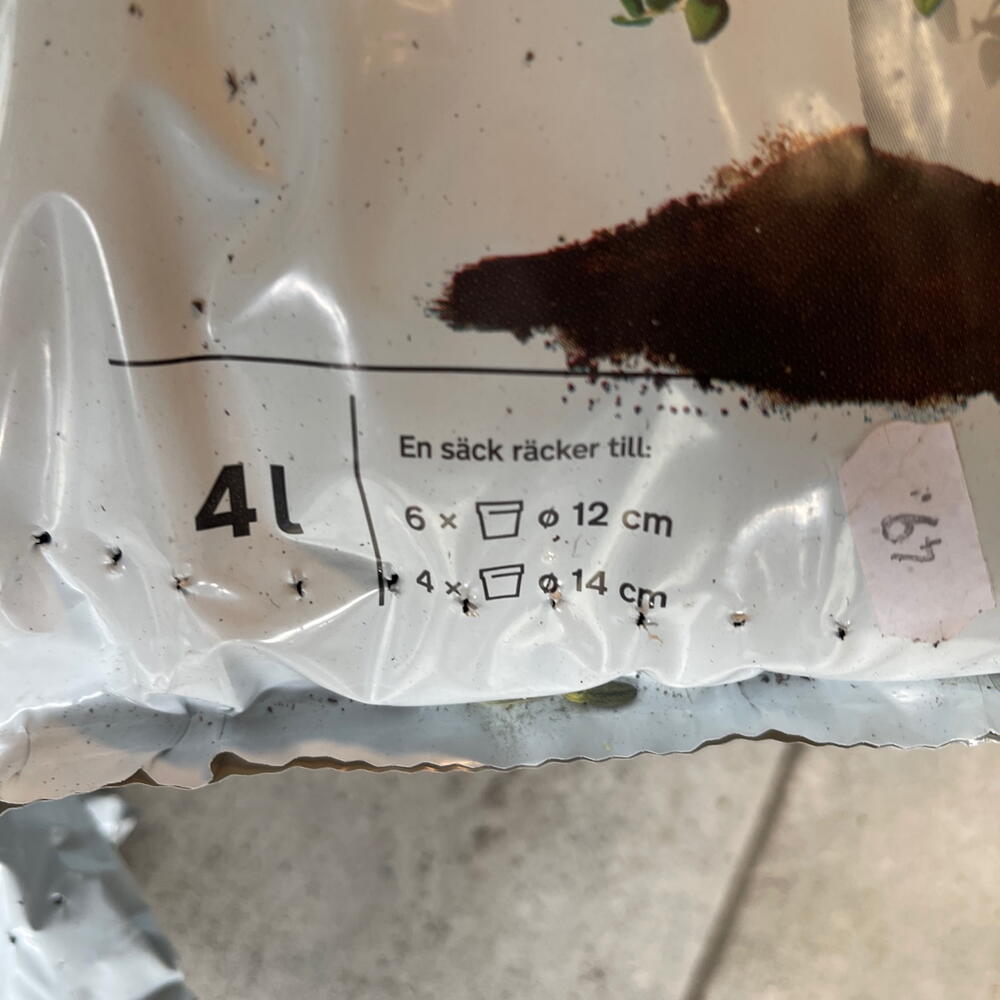 4l
En säck räcker till:
6 × ø 12 cm
4 × ø 14 cm
49: